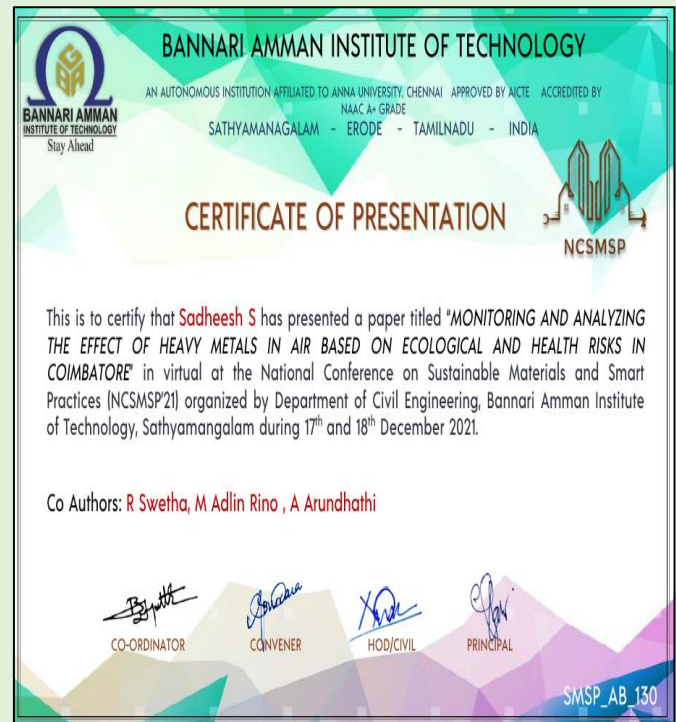 BANNARI AMMAN INSTITUTE OF TECHNOLOGY
AN AUTONOMOUS INSTITUTION AFFILIATED TO ANNA UNIVERSITY, CHENNAI APPROVED BY AICTE ACCREDITED BY
NAAC A+ GRADE
SATHYAMANAGALAM - ERODE - TAMILNADU - INDIA
BANNARI AMMAN
INSTITUTE OF TECHNOLOGY
Stay Ahead
NCSMSP
CERTIFICATE OF PRESENTATION
This is to certify that Sadheesh S has presented a paper titled "MONITORING AND ANALYZING
THE EFFECT OF HEAVY METALS IN AIR BASED ON ECOLOGICAL AND HEALTH RISKS IN
COIMBATORE" in virtual at the National Conference on Sustainable Materials and Smart
Practices (NCSMSP'21) organized by Department of Civil Engineering, Bannari Amman Institute
of Technology, Sathyamangalam during 17th and 18th December 2021.
Co Authors: R Swetha, M Adlin Rino , A Arundhathi
CO-ORDINATOR CONVENER HOD/CIVIL PRINCIPAL
SMSP_AB_130